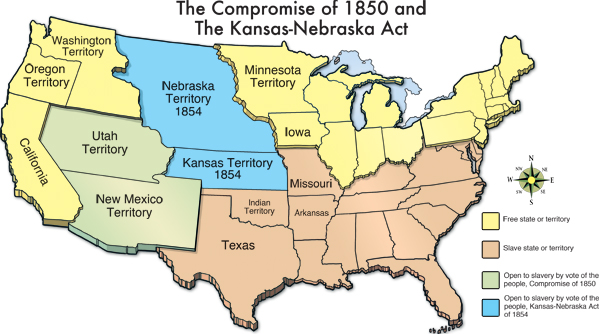 The Compromise of 1850 and
The Kansas-Nebraska Act
Washington
Territory
Oregon
Territory
Nebraska
Territory
1854
Minnesota
Territory
Iowa
Utah
Territory
California
Kansas Territory
1854
Missouri
New Mexico
Territory
Indian
Territory
Arkansas
Texas
N
NW
NE
W
E
SW
SE
S
Free state or territory
Slave state or territory
Open to slavery by vote of the
people, Compromise of 1850
Open to slavery by vote of the
people, Kansas-Nebraska Act
of 1854